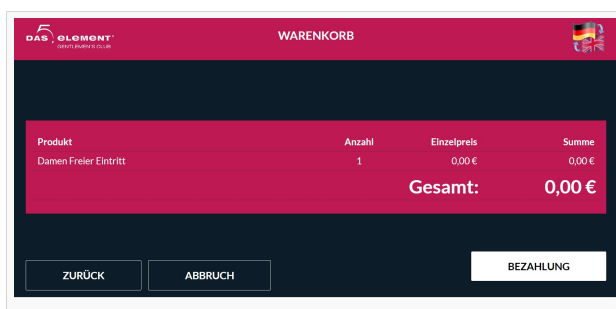 5
DAS ELEMENT
GENTLEMEN'S CLUB
WARENKORB
Produkt Anzahl Einzelpreis Summe
Damen Freier Eintritt 1 0,00 € 0,00 €
Gesamt: 0,00 €
ZURÜCK ABBRUCH BEZAHLUNG